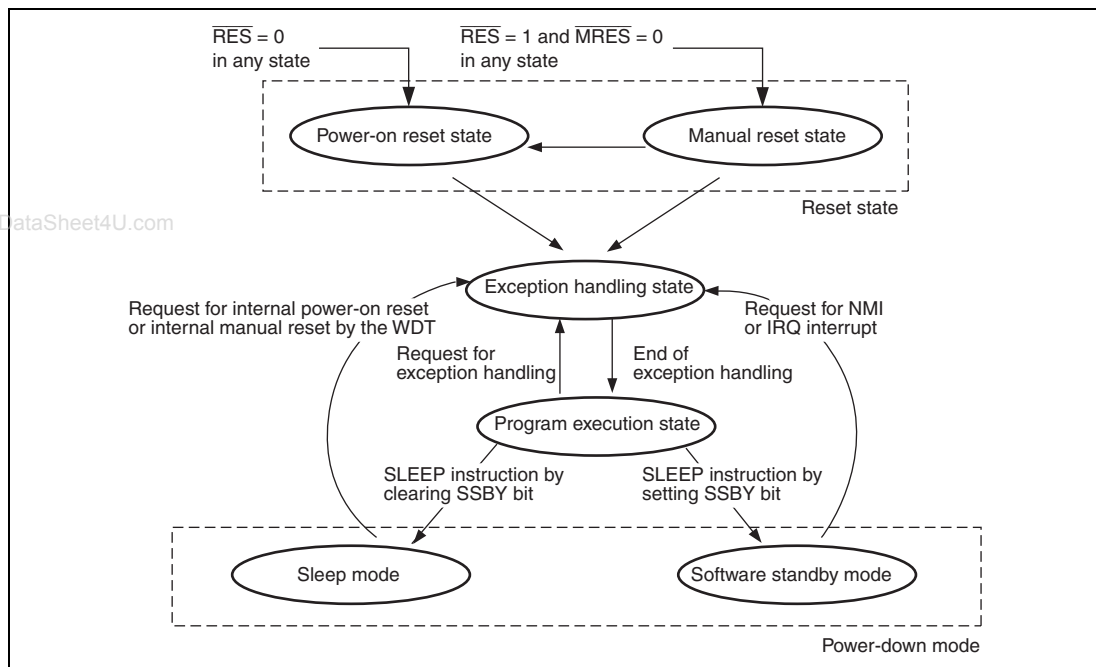 R̅E̅S̅ = 0
in any state
R̅E̅S̅ = 1 and M̅R̅E̅S̅ = 0
in any state
Power-on reset state
Manual reset state
Reset state
DataSheet4U.com
Exception handling state
Request for internal power-on reset
or internal manual reset by the WDT
Request for NMI
or IRQ interrupt
Request for
exception handling
End of
exception handling
Program execution state
SLEEP instruction by
clearing SSBY bit
SLEEP instruction by
setting SSBY bit
Sleep mode
Software standby mode
Power-down mode